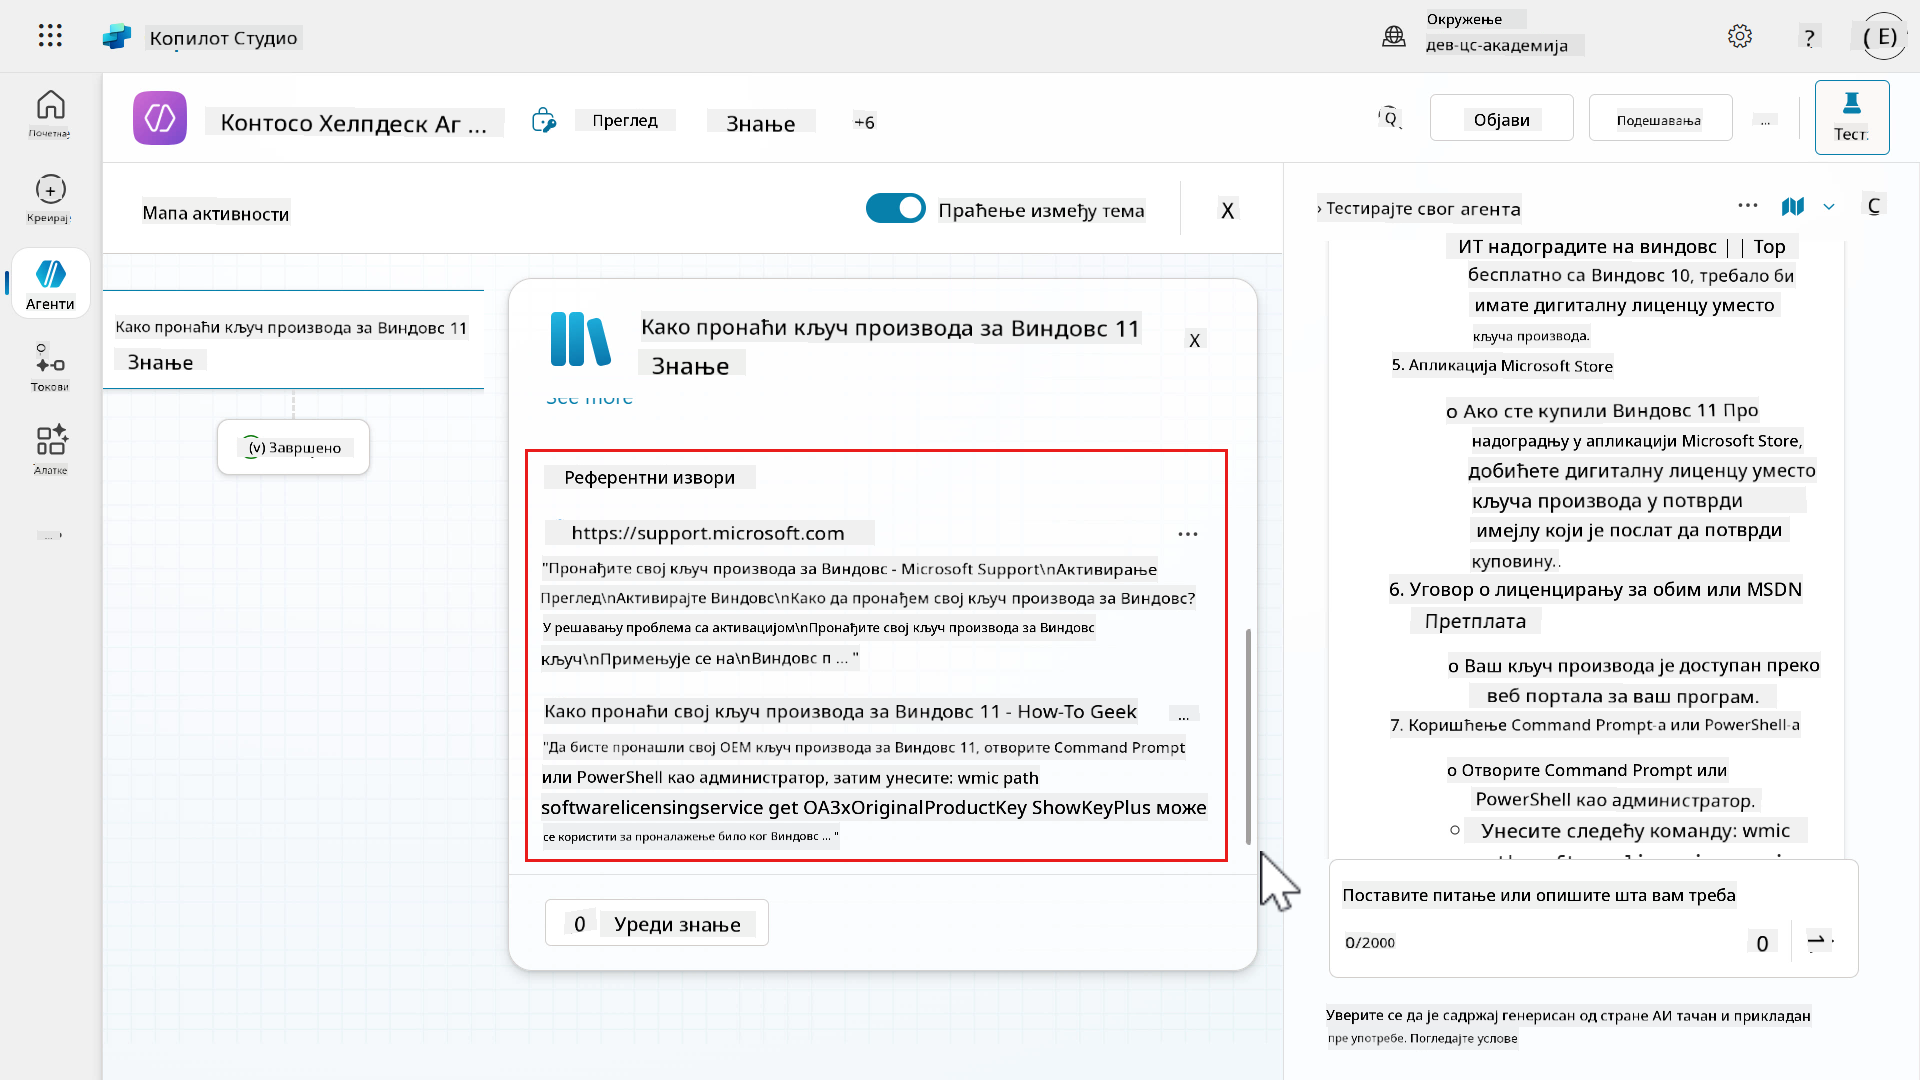 Копилот Студио
Окружење
дев-цс-академија
?
( E)
Почетнај
Креирај:
Агенти
Токови
Алатке
...
Контосо Хелпдеск Аг ...
Преглед
Знање
+6
Објави
Подешавања
...
Тест.
Мапа активности
Праћење између тема
X
Како пронаћи кључ производа за Виндовс 11
Знање
(v) Завршено
Како пронаћи кључ производа за Виндовс 11
Знање
X
See more
Референтни извори
https://support.microsoft.com
...
"Пронађите свој кључ производа за Виндовс - Microsoft Support\nАктивирање
Преглед\nАктивирајте Виндовс\nКако да пронађем свој кључ производа за Виндовс?
У решавању проблема са активацијом\nПронађите свој кључ производа за Виндовс
кључ\nПримењује се на\nВиндовс п ... "
Како пронаћи свој кључ производа за Виндовс 11 - How-To Geek
...
"Да бисте пронашли свој OEM кључ производа за Виндовс 11, отворите Command Prompt
или PowerShell као администратор, затим унесите: wmic path
softwarelicensingservice get OA3xOriginalProductKey ShowKeyPlus може
се користити за проналажење било ког Виндовс ... "
0 Уреди знање
› Тестирајте свог агента
...
C
ИТ надоградите на виндовс | | Тор
бесплатно са Виндовс 10, требало би
имате дигиталну лиценцу уместо
кључа производа.
5. Апликација Microsoft Store
o Ако сте купили Виндовс 11 Про
надоградњу у апликацији Microsoft Store,
добићете дигиталну лиценцу уместо
кључа производа у потврди
имејлу који је послат да потврди
куповину..
6. Уговор о лиценцирању за обим или MSDN
Претплата
o Ваш кључ производа је доступан преко
веб портала за ваш програм.
7. Коришћење Command Prompt-а или PowerShell-а
o Отворите Command Prompt или
PowerShell као администратор.
o Унесите следећу команду: wmic
Поставите питање или опишите шта вам треба
0/2000
0
Уверите се да је садржај генерисан од стране АИ тачан и прикладан
пре употребе. Погледајте услове